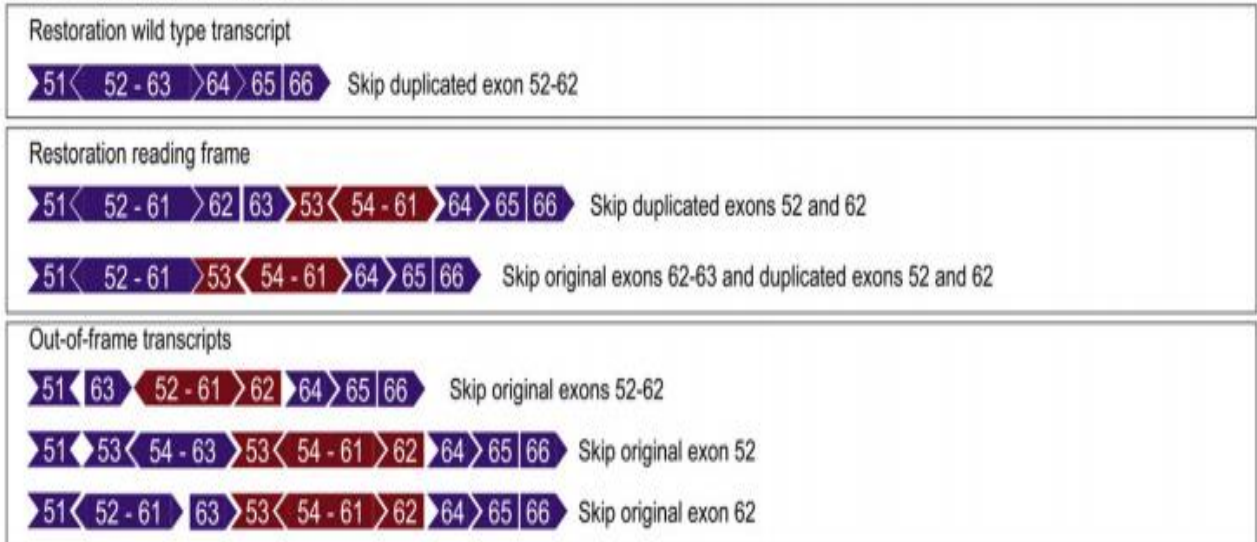 Restoration wild type transcript
51 52 - 63 64 65 66 Skip duplicated exon 52-62
Restoration reading frame
51 52 - 61 62 63 53 54 - 61 64 65 66 Skip duplicated exons 52 and 62
51 52 - 61 53 54 - 61 64 65 66 Skip original exons 62-63 and duplicated exons 52 and 62
Out-of-frame transcripts
51 63 52 - 61 62 64 65 66 Skip original exons 52-62
51 53 54 - 63 53 54 - 61 62 64 65 66 Skip original exon 52
51 52 - 61 63 53 54 - 61 62 64 65 66 Skip original exon 62